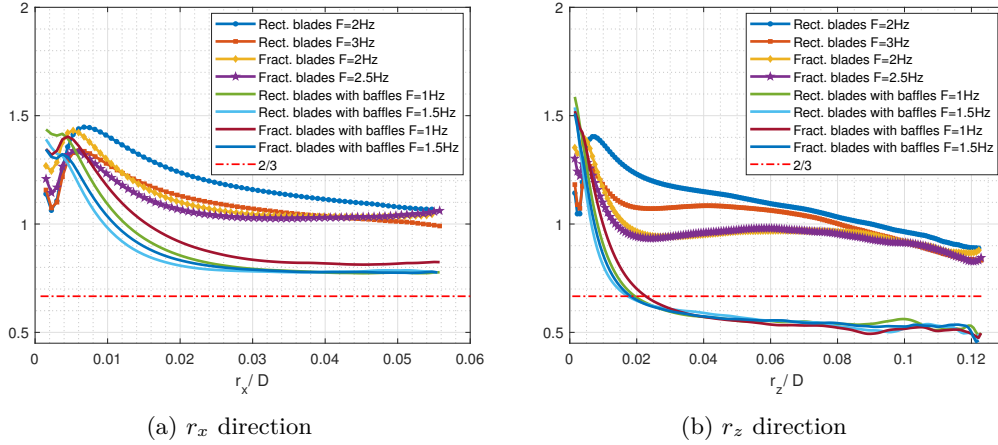 2
1.5
1
0.5
0
0.01
0.02
0.03
0.04
0.05
0.06
r_x/ D
Rect. blades F=2Hz
Rect. blades F=3Hz
Fract. blades F=2Hz
Fract. blades F=2.5Hz
Rect. blades with baffles F=1Hz
Rect. blades with baffles F=1.5Hz
Fract. blades with baffles F=1Hz
Fract. blades with baffles F=1.5Hz
2/3
(a) r_x direction
2
1.5
1
0.5
0
0.02
0.04
0.06
0.08
0.1
0.12
r_z/ D
Rect. blades F=2Hz
Rect. blades F=3Hz
Fract. blades F=2Hz
Fract. blades F=2.5Hz
Rect. blades with baffles F=1Hz
Rect. blades with baffles F=1.5Hz
Fract. blades with baffles F=1Hz
Fract. blades with baffles F=1.5Hz
2/3
(b) r_z direction